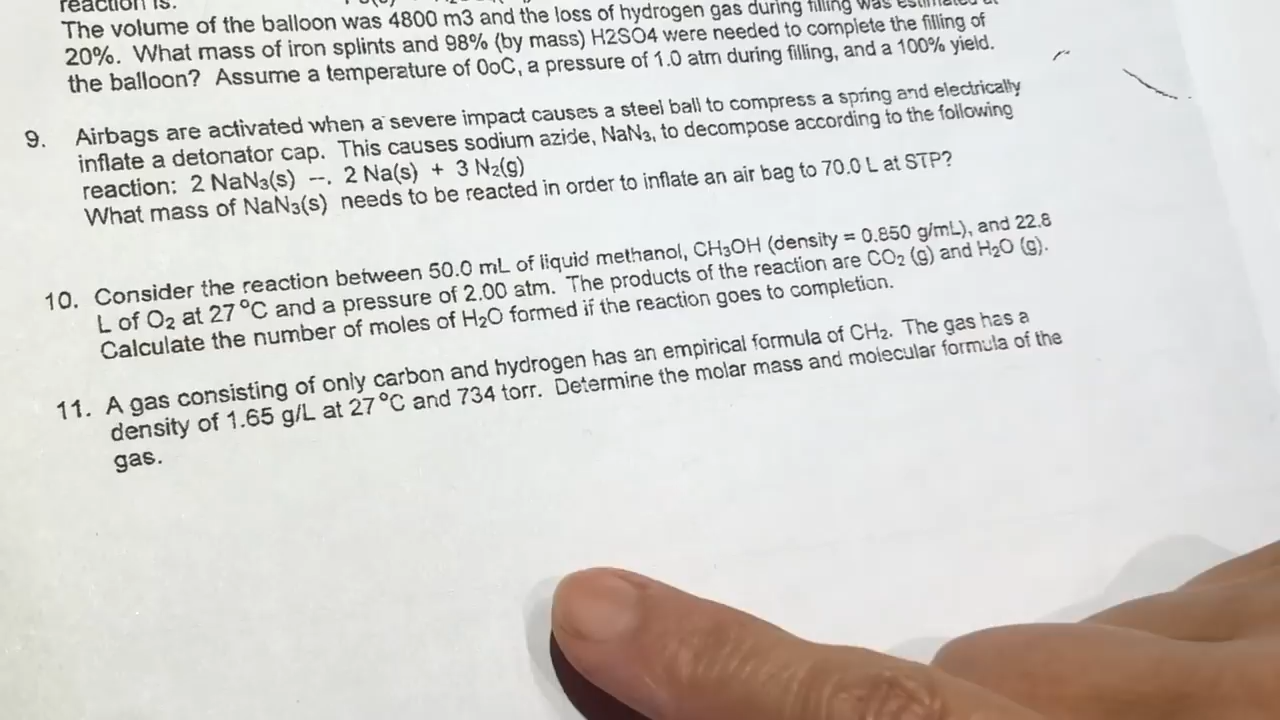 reaction is:
The volume of the balloon was 4800 m3 and the loss of hydrogen gas during filling was estimated at
20%. What mass of iron splints and 98% (by mass) H2SO4 were needed to complete the filling of
the balloon? Assume a temperature of 0oC, a pressure of 1.0 atm during filling, and a 100% yield.
9. Airbags are activated when a severe impact causes a steel ball to compress a spring and electrically
inflate a detonator cap. This causes sodium azide, NaN₃, to decompose according to the following
reaction: 2 NaN₃(s) --. 2 Na(s) + 3 N₂(g)
What mass of NaN₃(s) needs to be reacted in order to inflate an air bag to 70.0 L at STP?
10. Consider the reaction between 50.0 mL of liquid methanol, CH₃OH (density = 0.850 g/mL), and 22.8
L of O₂ at 27 °C and a pressure of 2.00 atm. The products of the reaction are CO₂ (g) and H₂O (g).
Calculate the number of moles of H₂O formed if the reaction goes to completion.
11. A gas consisting of only carbon and hydrogen has an empirical formula of CH₂. The gas has a
density of 1.65 g/L at 27 °C and 734 torr. Determine the molar mass and molecular formula of the
gas.